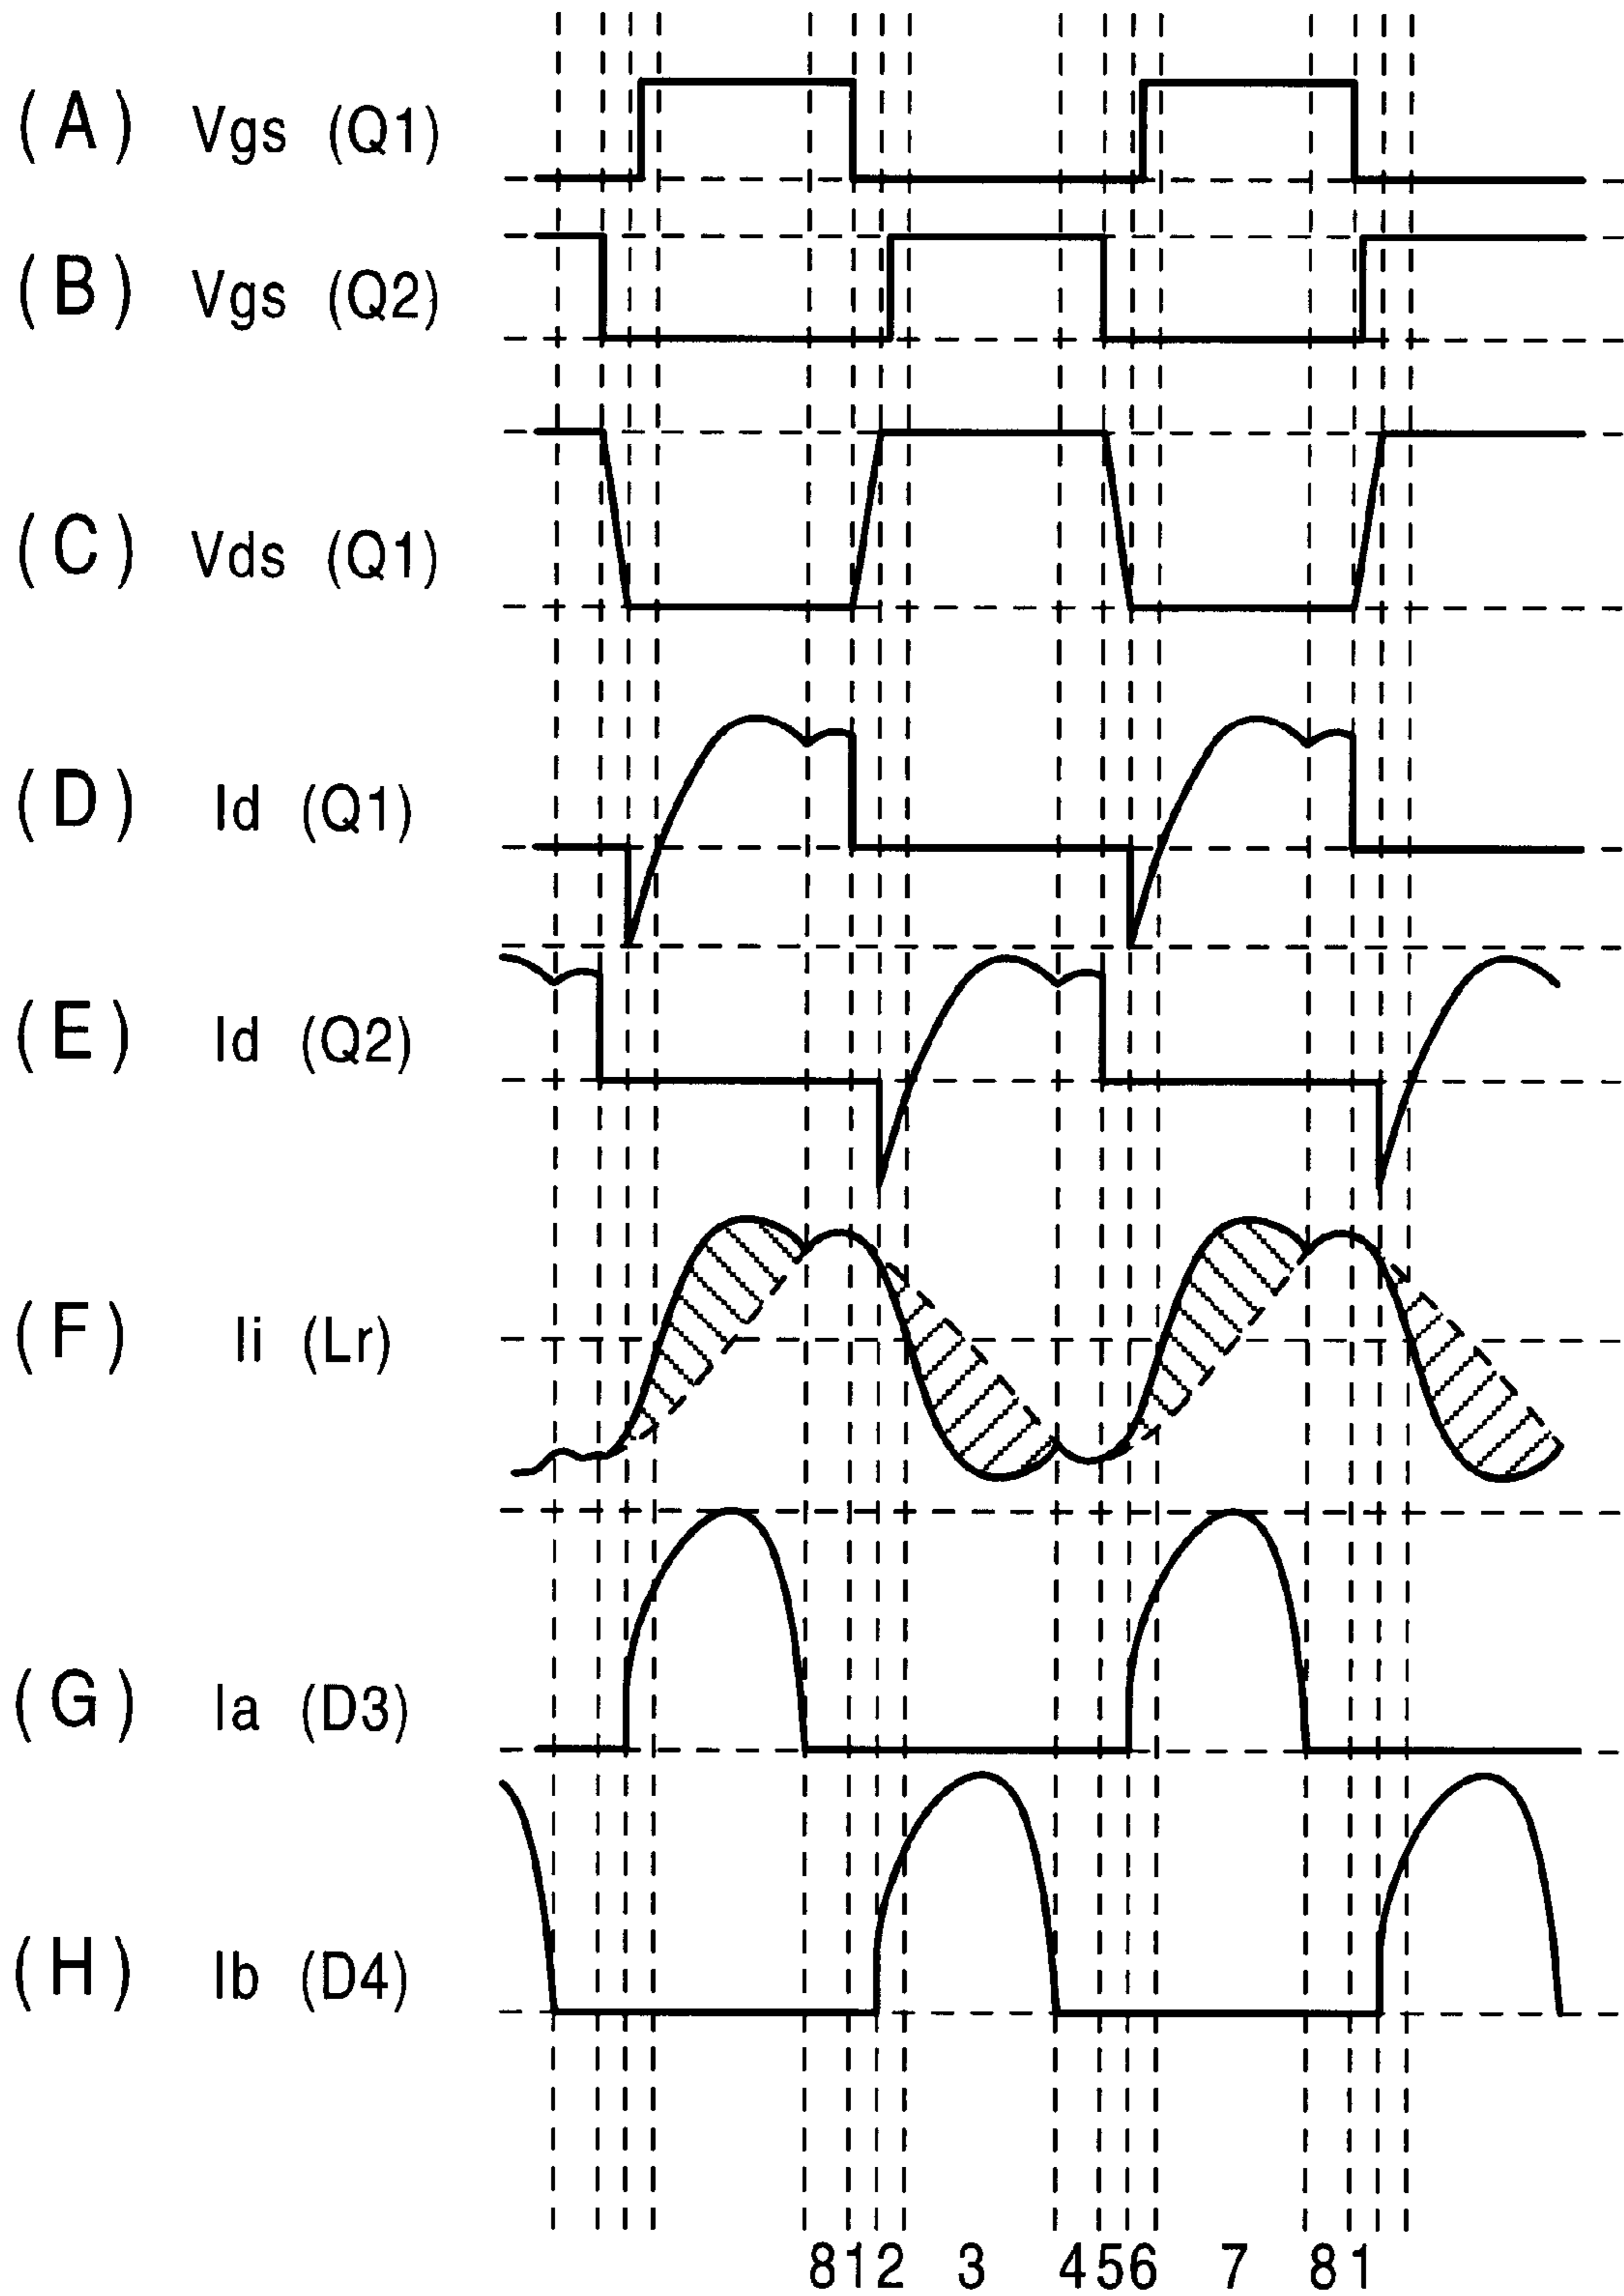 (A) Vgs (Q1)
(B) Vgs (Q2)
(C) Vds (Q1)
(D) Id (Q1)
(E) Id (Q2)
(F) Ii (Lr)
(G) Ia (D3)
(H) Ib (D4)
812 3 456 7 81